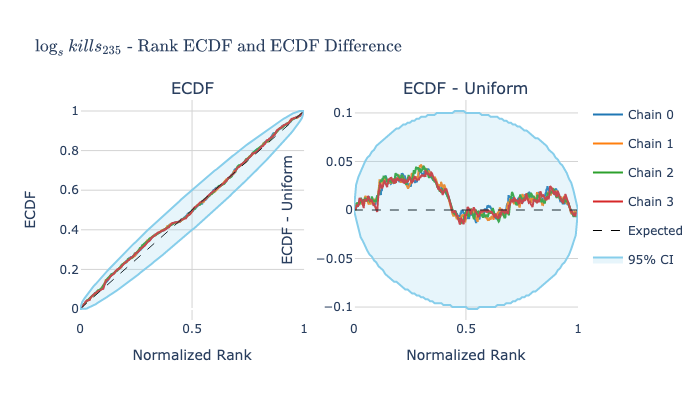 log_s kills_235 - Rank ECDF and ECDF Difference
ECDF
ECDF - Uniform
ECDF
1
0.8
0.6
0.4
0.2
0
0
0.5
1
Normalized Rank
ECDF - Uniform
0.1
0.05
0
−0.05
−0.1
0
0.5
1
Normalized Rank
Chain 0
Chain 1
Chain 2
Chain 3
Expected
95% CI